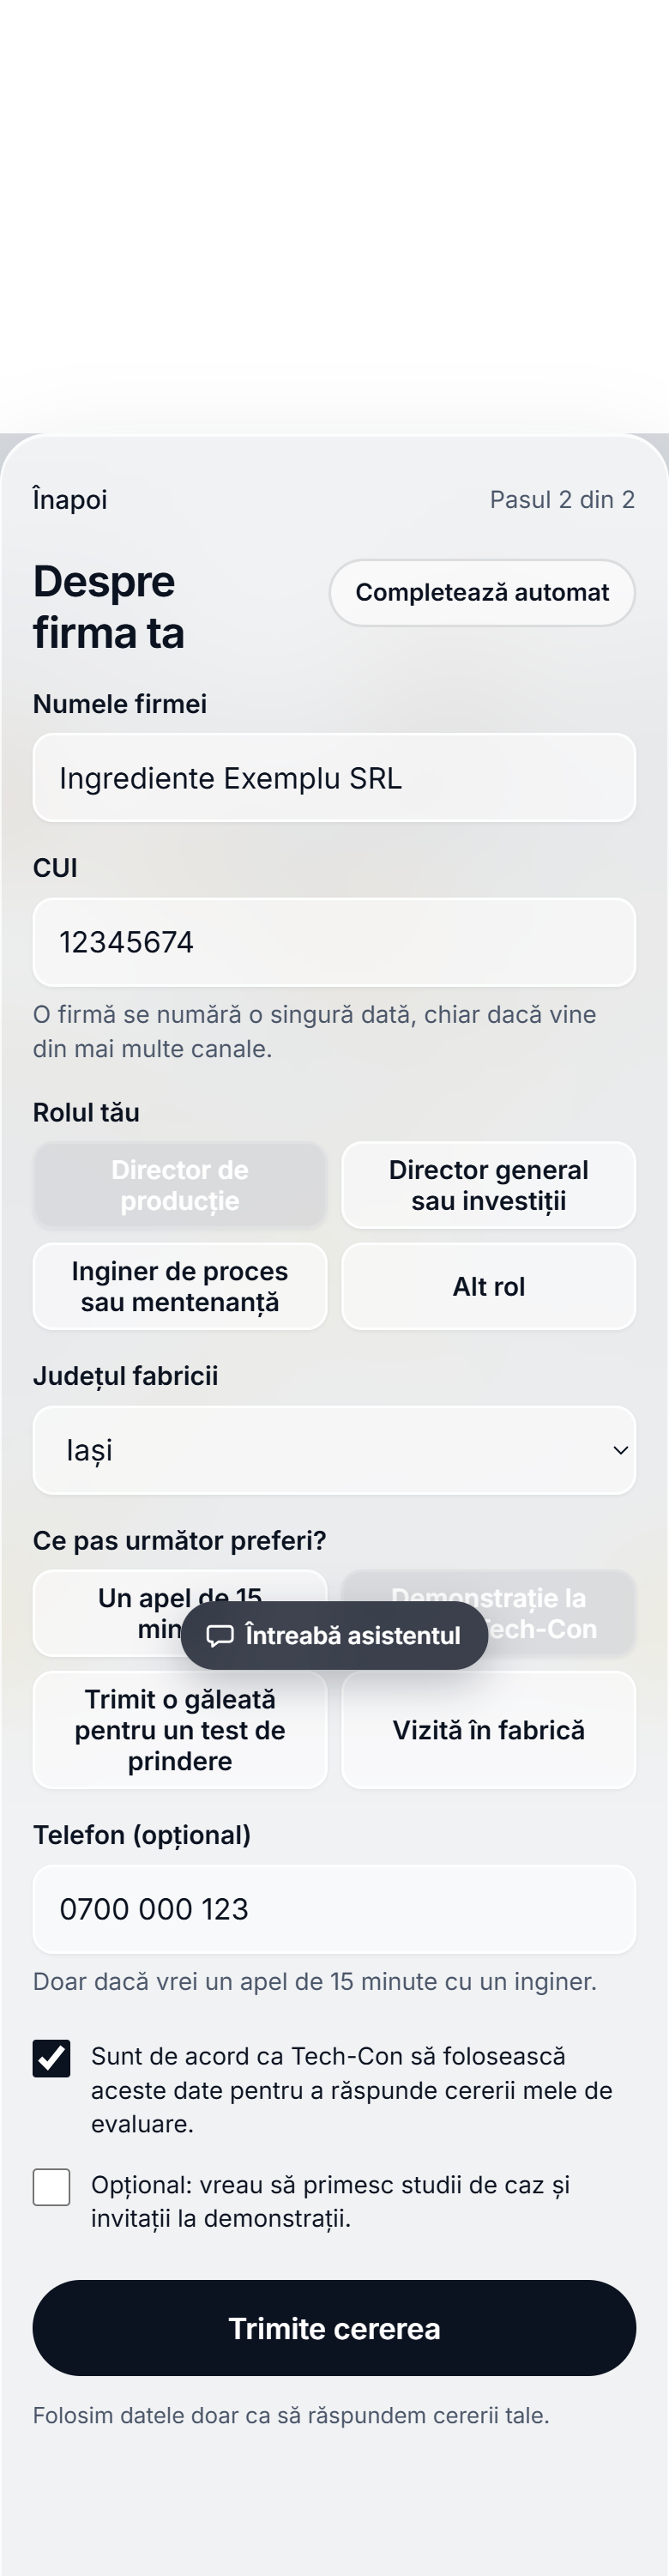 Înapoi
Pasul 2 din 2
Despre
firma ta
Completează automat
Numele firmei
Ingrediente Exemplu SRL
CUI
12345674
O firmă se numără o singură dată, chiar dacă vine
din mai multe canale.
Rolul tău
Director de
producție
Director general
sau investiții
Inginer de proces
sau mentenanță
Alt rol
Județul fabricii
Iași
Ce pas următor preferi?
Un apel de 15
Demonstrație la
Tech-Con
Întreabă asistentul
Trimit o găleată
pentru un test de
prindere
Vizită în fabrică
Telefon (opțional)
0700 000 123
Doar dacă vrei un apel de 15 minute cu un inginer.
Sunt de acord ca Tech-Con să folosească
aceste date pentru a răspunde cererii mele de
evaluare.
Opțional: vreau să primesc studii de caz și
invitații la demonstrații.
Trimite cererea
Folosim datele doar ca să răspundem cererii tale.